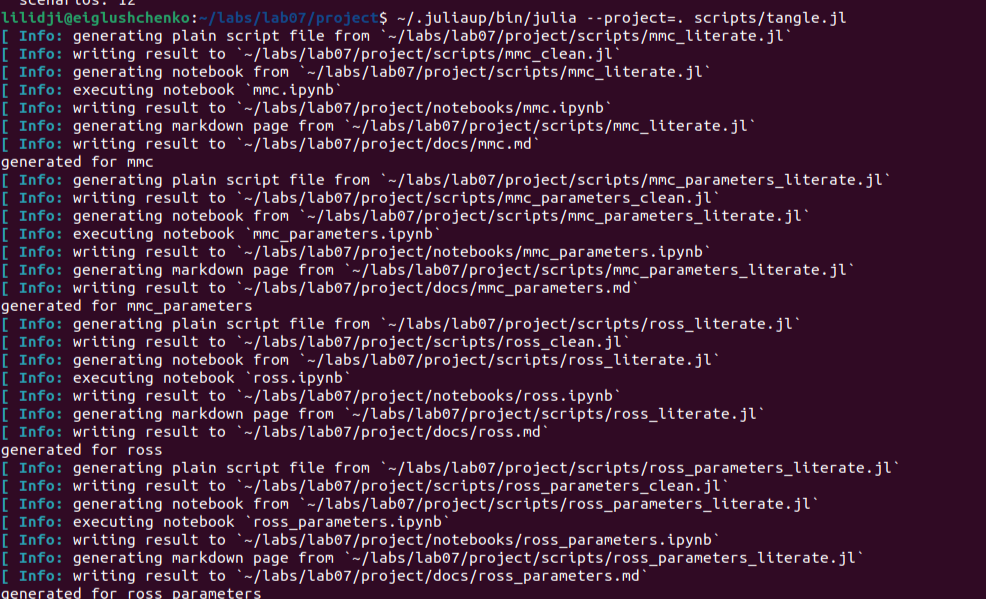 scenarios: 12
lilidji@eiglushchenko:~/labs/lab07/project$ ~/.juliaup/bin/julia --project=. scripts/tangle.jl
[ Info: generating plain script file from `~/labs/lab07/project/scripts/mmc_literate.jl`
[ Info: writing result to `~/labs/lab07/project/scripts/mmc_clean.jl`
[ Info: generating notebook from `~/labs/lab07/project/scripts/mmc_literate.jl`
[ Info: executing notebook `mmc.ipynb`
[ Info: writing result to `~/labs/lab07/project/notebooks/mmc.ipynb`
[ Info: generating markdown page from `~/labs/lab07/project/scripts/mmc_literate.jl`
[ Info: writing result to `~/labs/lab07/project/docs/mmc.md`
generated for mmc
[ Info: generating plain script file from `~/labs/lab07/project/scripts/mmc_parameters_literate.jl`
[ Info: writing result to `~/labs/lab07/project/scripts/mmc_parameters_clean.jl`
[ Info: generating notebook from `~/labs/lab07/project/scripts/mmc_parameters_literate.jl`
[ Info: executing notebook `mmc_parameters.ipynb`
[ Info: writing result to `~/labs/lab07/project/notebooks/mmc_parameters.ipynb`
[ Info: generating markdown page from `~/labs/lab07/project/scripts/mmc_parameters_literate.jl`
[ Info: writing result to `~/labs/lab07/project/docs/mmc_parameters.md`
generated for mmc_parameters
[ Info: generating plain script file from `~/labs/lab07/project/scripts/ross_literate.jl`
[ Info: writing result to `~/labs/lab07/project/scripts/ross_clean.jl`
[ Info: generating notebook from `~/labs/lab07/project/scripts/ross_literate.jl`
[ Info: executing notebook `ross.ipynb`
[ Info: writing result to `~/labs/lab07/project/notebooks/ross.ipynb`
[ Info: generating markdown page from `~/labs/lab07/project/scripts/ross_literate.jl`
[ Info: writing result to `~/labs/lab07/project/docs/ross.md`
generated for ross
[ Info: generating plain script file from `~/labs/lab07/project/scripts/ross_parameters_literate.jl`
[ Info: writing result to `~/labs/lab07/project/scripts/ross_parameters_clean.jl`
[ Info: generating notebook from `~/labs/lab07/project/scripts/ross_parameters_literate.jl`
[ Info: executing notebook `ross_parameters.ipynb`
[ Info: writing result to `~/labs/lab07/project/notebooks/ross_parameters.ipynb`
[ Info: generating markdown page from `~/labs/lab07/project/scripts/ross_parameters_literate.jl`
[ Info: writing result to `~/labs/lab07/project/docs/ross_parameters.md`
generated for ross_parameters